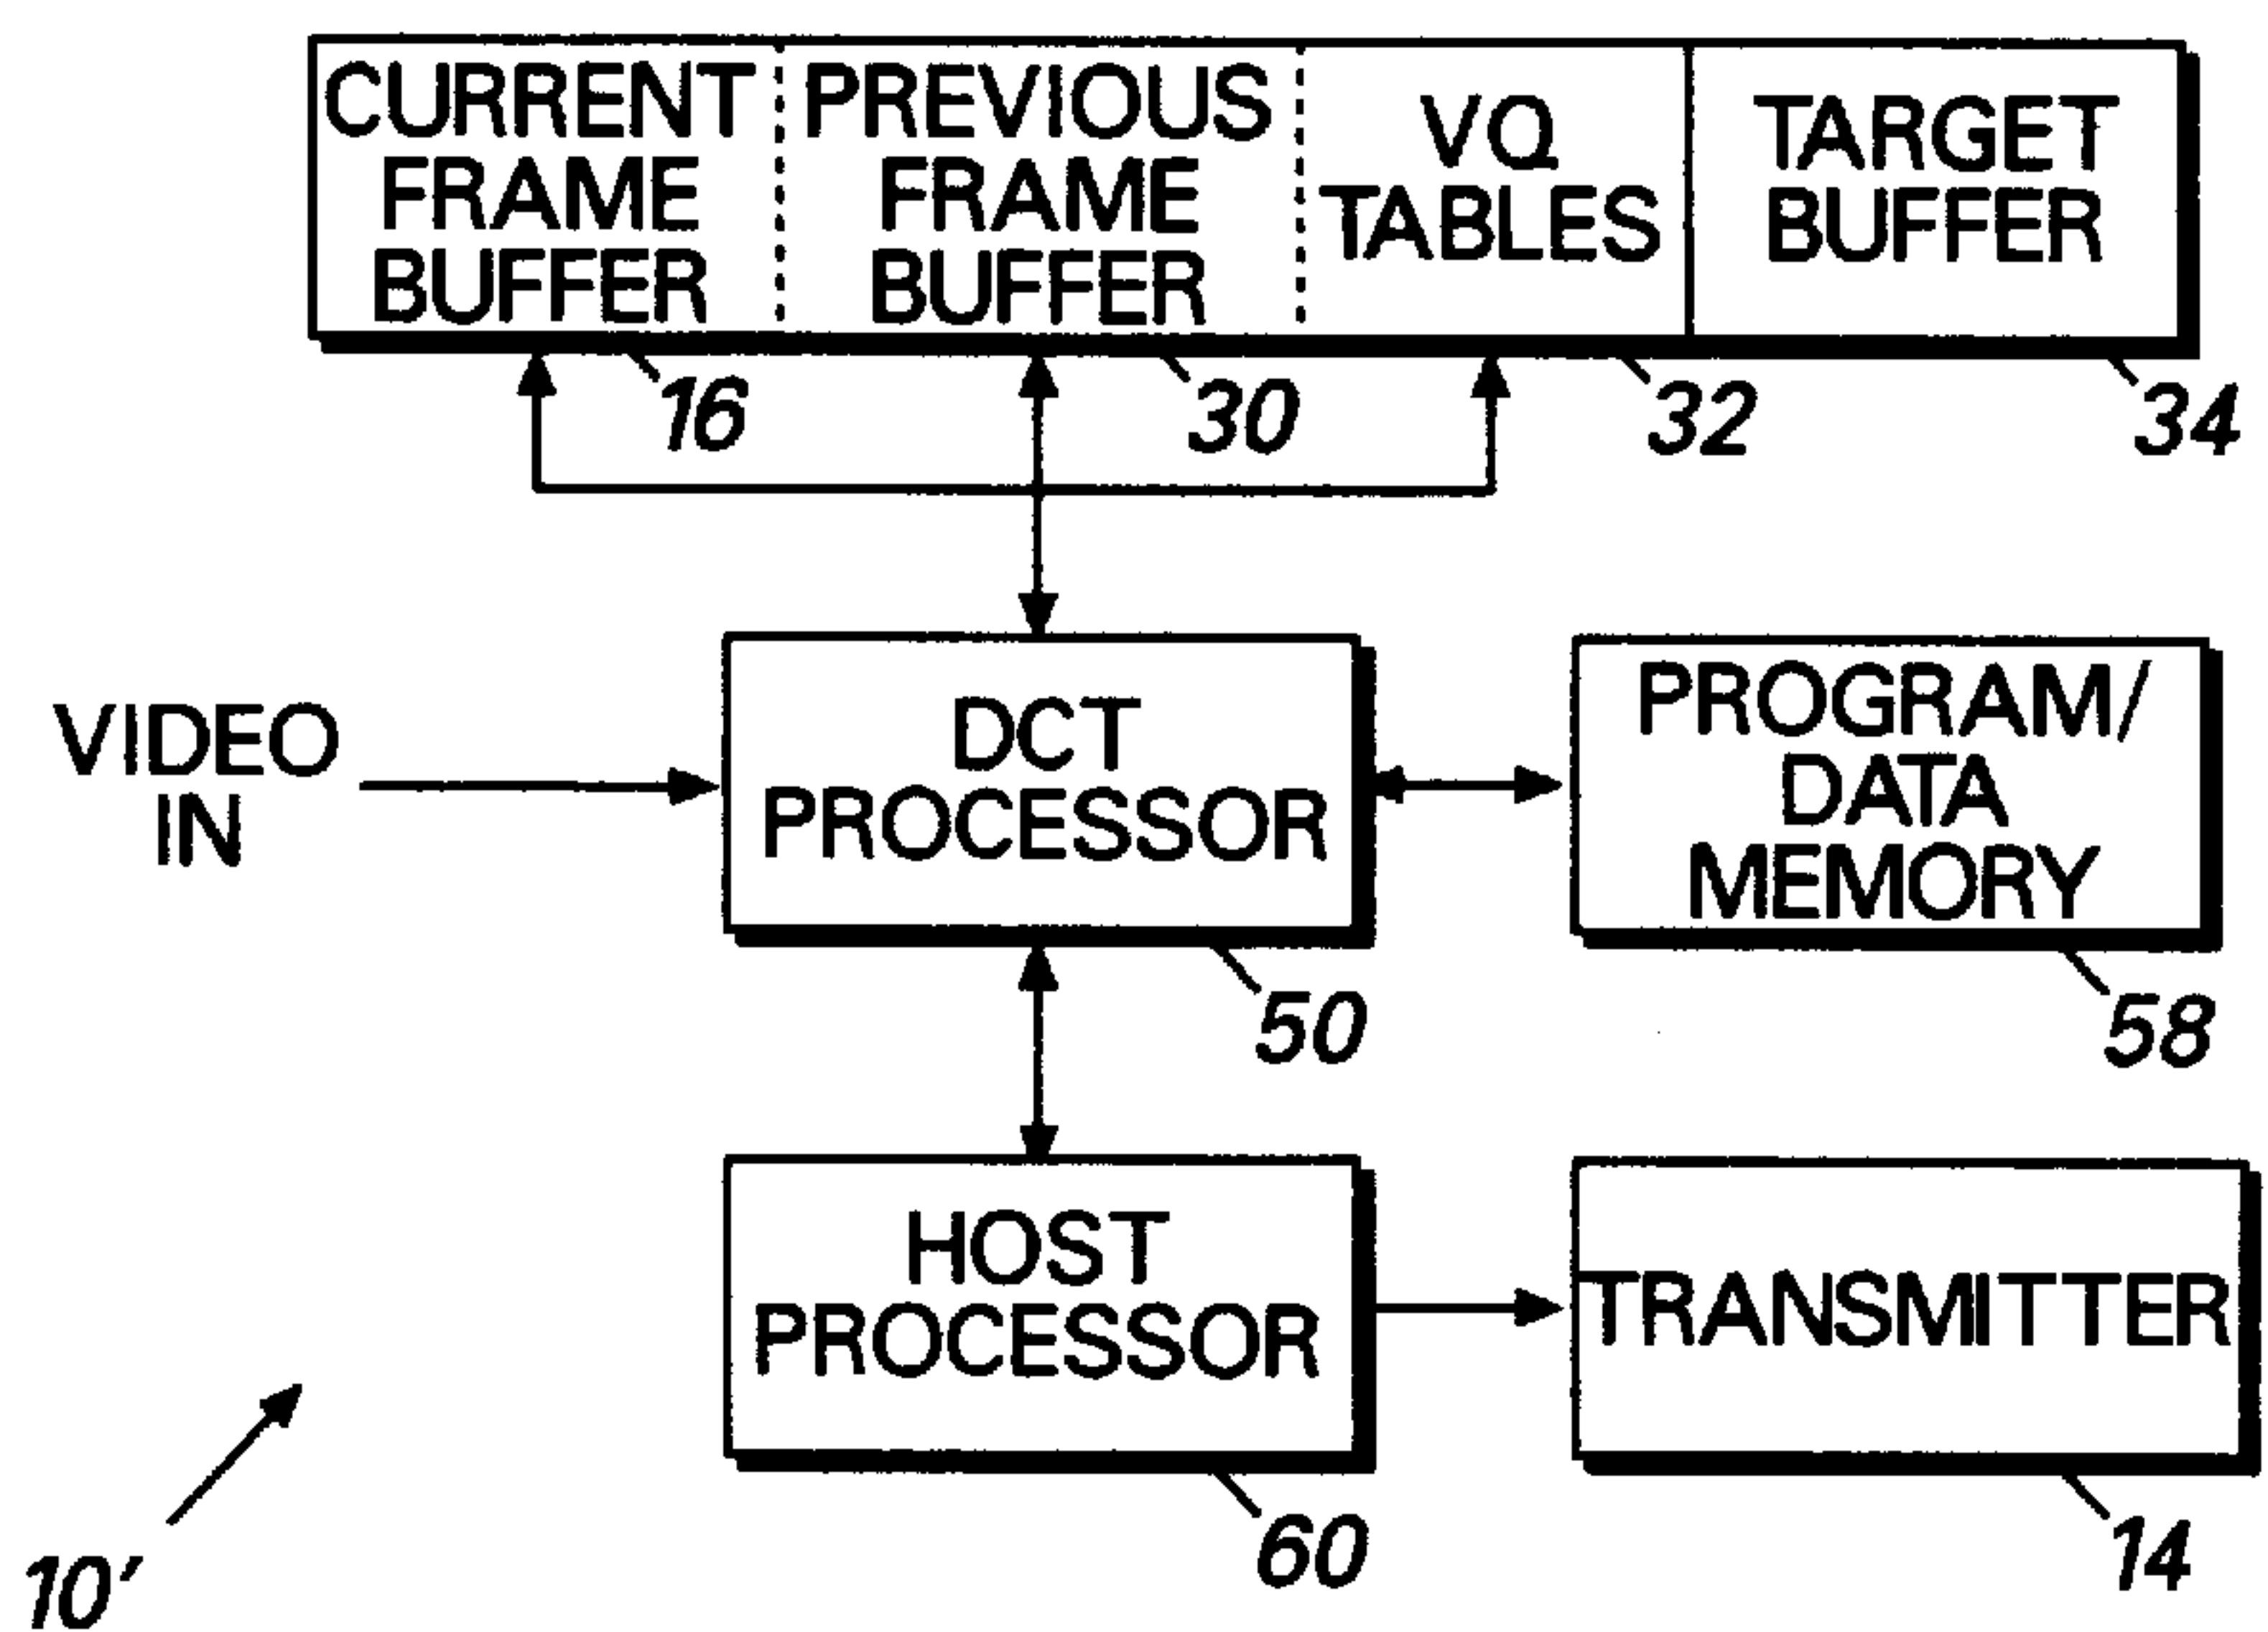 CURRENT
FRAME
BUFFER
PREVIOUS
FRAME
BUFFER
VQ
TABLES
TARGET
BUFFER
16
30
32
34
VIDEO
IN
DCT
PROCESSOR
PROGRAM/
DATA
MEMORY
50
58
HOST
PROCESSOR
TRANSMITTER
60
14
10'